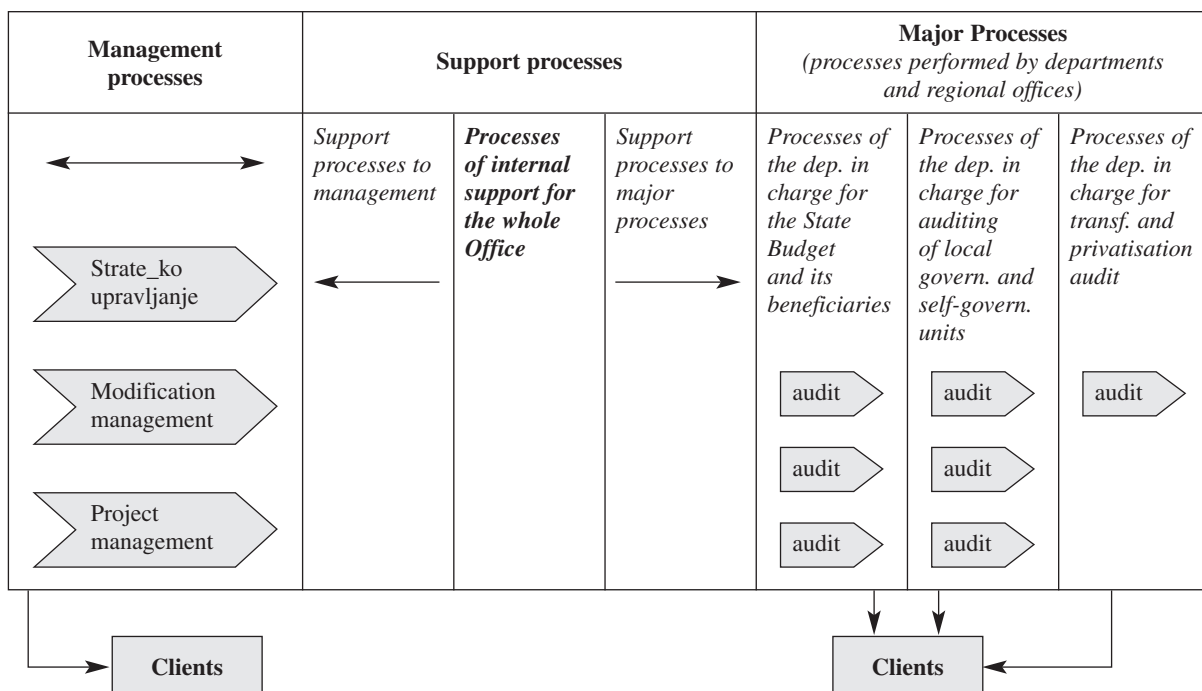 Management
processes
Support processes
Major Processes
(processes performed by departments
and regional offices)
Support
processes to
management
Processes
of internal
support for
the whole
Office
Support
processes to
major
processes
Processes of
the dep. in
charge for
the State
Budget
and its
beneficiaries
Processes of
the dep. in
charge for
auditing
of local
govern. and
self-govern.
units
Processes of
the dep. in
charge for
transf. and
privatisation
audit
Strate_ko
upravljanje
Modification
management
Project
management
audit
audit
audit
audit
audit
audit
audit
Clients
Clients